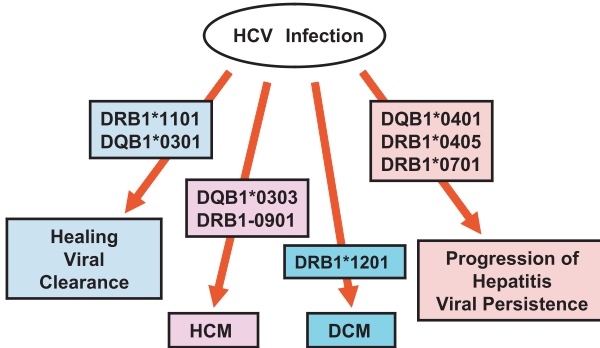 HCV Infection
DRB1*1101
DQB1*0301
DQB1*0401
DRB1*0405
DRB1*0701
DQB1*0303
DRB1-0901
DRB1*1201
Healing
Viral
Clearance
Progression of
Hepatitis
Viral Persistence
HCM
DCM